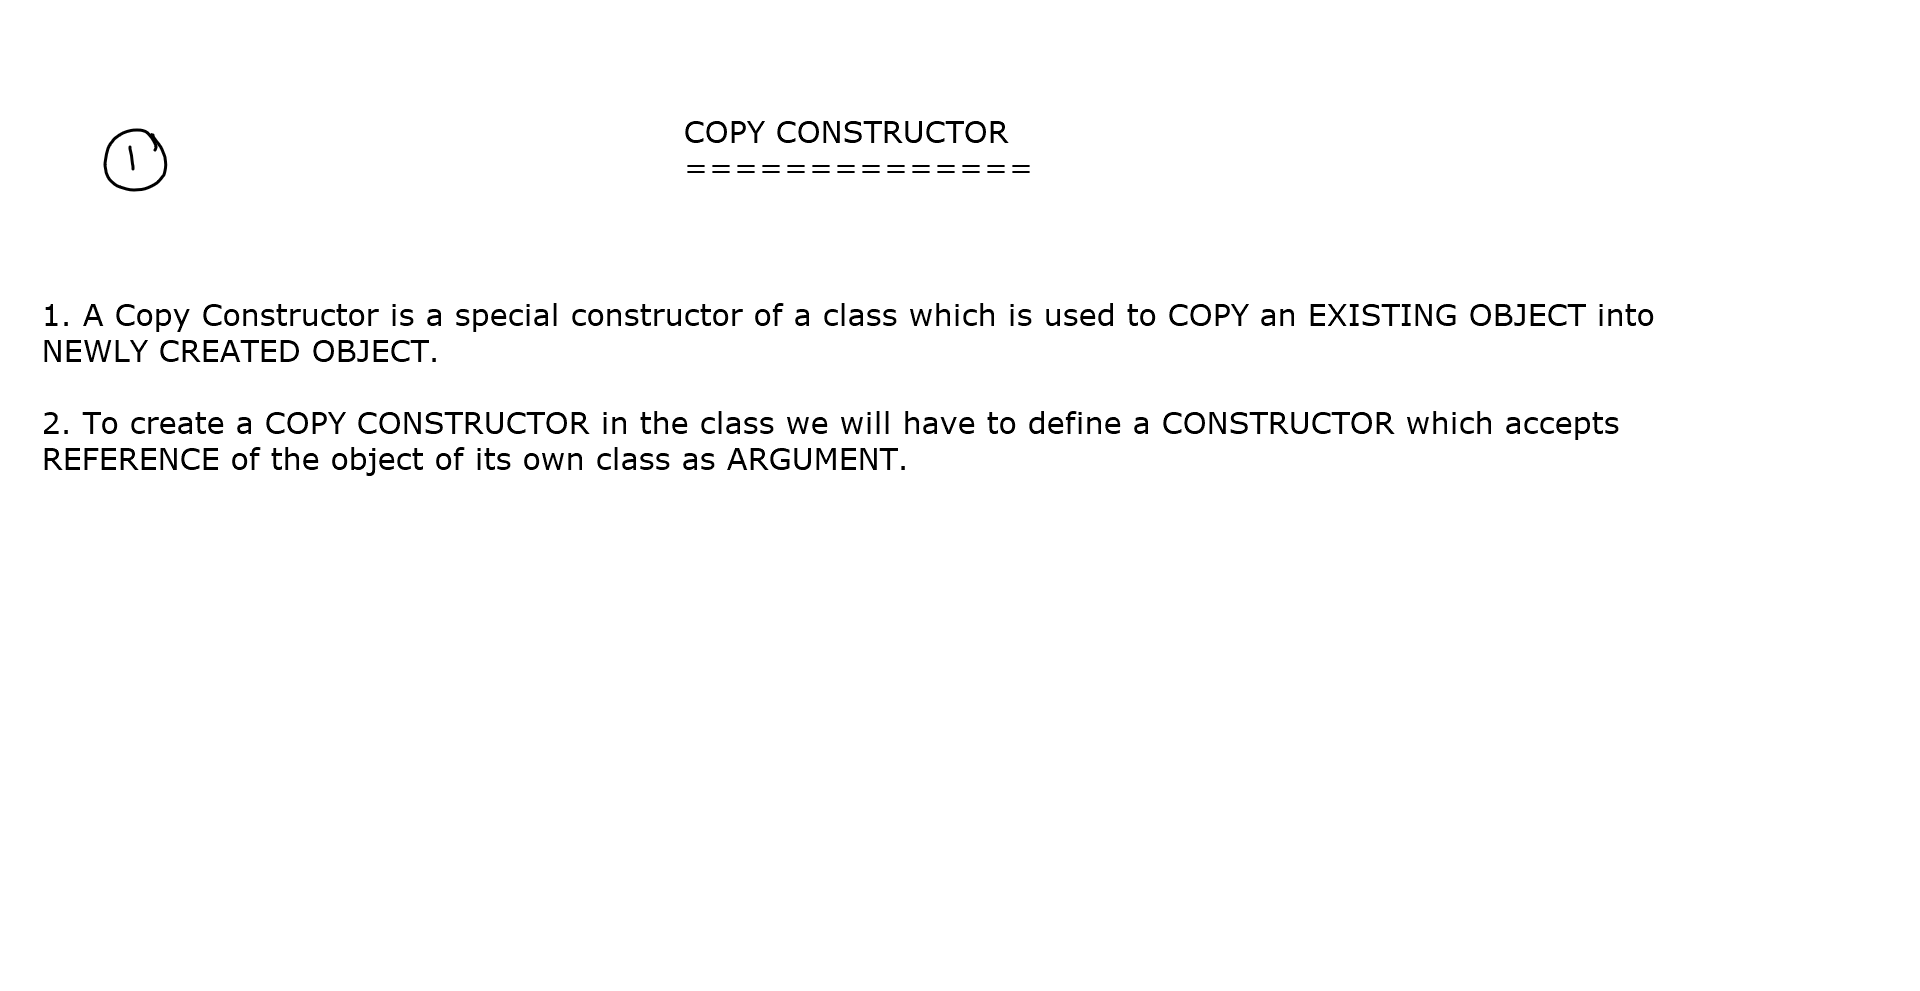 1
COPY CONSTRUCTOR
==============
1. A Copy Constructor is a special constructor of a class which is used to COPY an EXISTING OBJECT into
NEWLY CREATED OBJECT.
2. To create a COPY CONSTRUCTOR in the class we will have to define a CONSTRUCTOR which accepts
REFERENCE of the object of its own class as ARGUMENT.